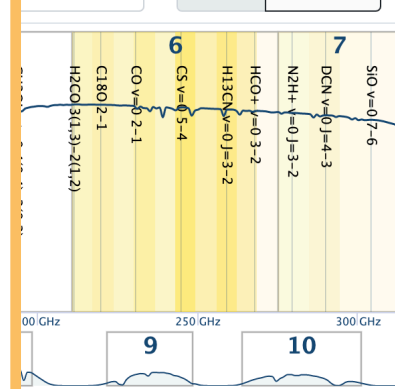 6
7
H2CO 3(1,3)-2(1,2)
C18O 2-1
CO v=0 2-1
CS v=0 5-4
H13CN v=0 J=3-2
HCO+ v=0 3-2
N2H+ v=0 J=3-2
DCN v=0 J=4-3
SiO v=0 7-6
00 GHz
250 GHz
300 GHz
9
10